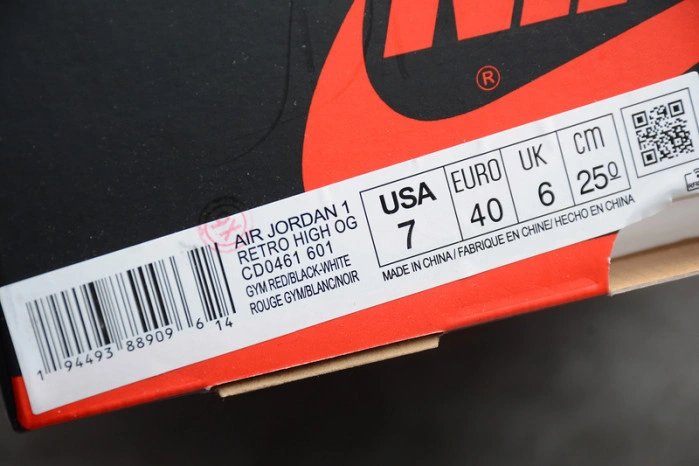 NIKE
®
AIR JORDAN 1
RETRO HIGH OG
CD0461 601
GYM RED/BLACK-WHITE
ROUGE GYM/BLANC/NOIR
1 94493 88909 6 14
USA
7
EURO
40
UK
6
CM
25
MADE IN CHINA / FABRIQUE EN CHINE/ HECHO EN CHINA